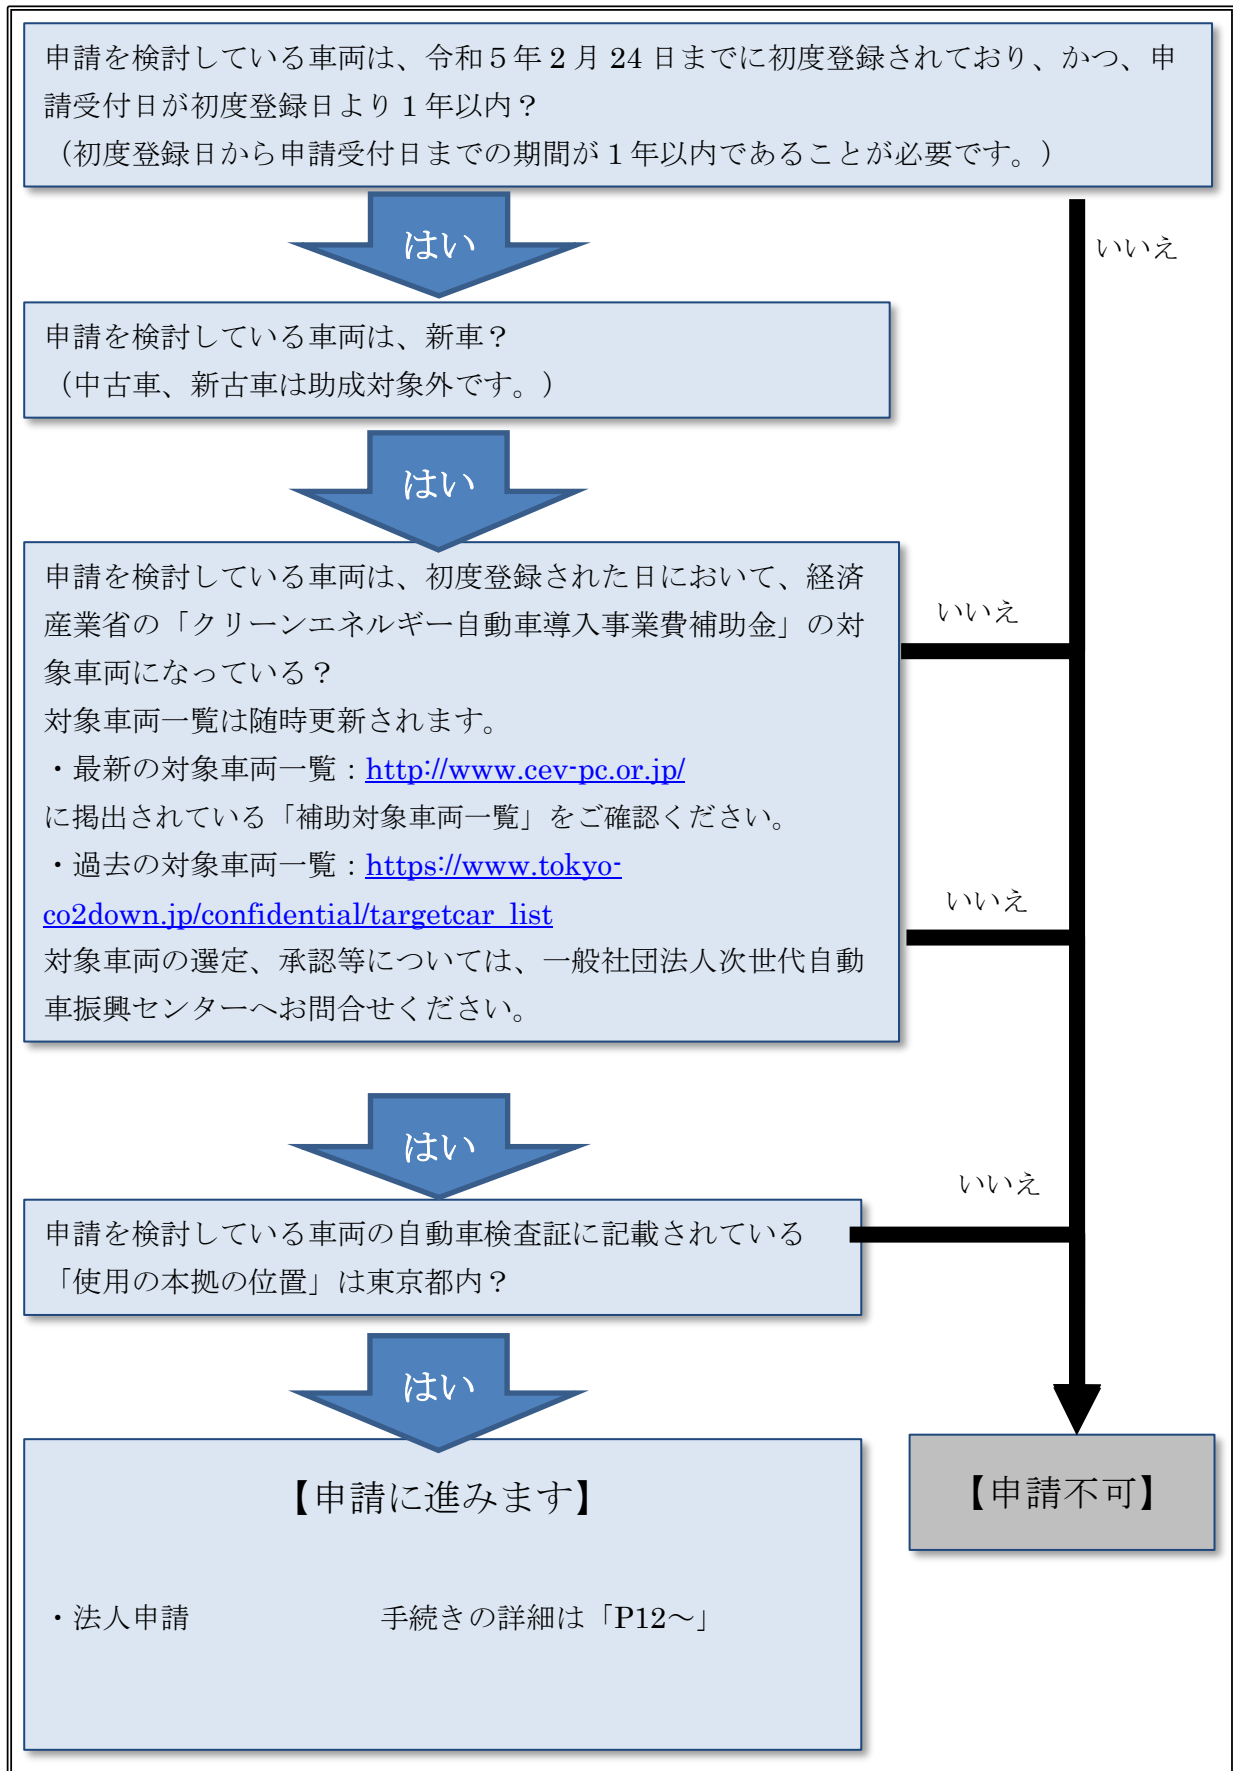 申請を検討している車両は、令和５年 2 月 24 日までに初度登録されており、かつ、申
請受付日が初度登録日より 1 年以内？
（初度登録日から申請受付日までの期間が 1 年以内であることが必要です。）
はい
いいえ
申請を検討している車両は、新車？
（中古車、新古車は助成対象外です。）
はい
申請を検討している車両は、初度登録された日において、経済
産業省の「クリーンエネルギー自動車導入事業費補助金」の対
象車両になっている？
対象車両一覧は随時更新されます。
・最新の対象車両一覧：http://www.cev-pc.or.jp/
に掲出されている「補助対象車両一覧」をご確認ください。
・過去の対象車両一覧：https://www.tokyo-
co2down.jp/confidential/targetcar_list
対象車両の選定、承認等については、一般社団法人次世代自動
車振興センターへお問合せください。
いいえ
いいえ
はい
いいえ
申請を検討している車両の自動車検査証に記載されている
「使用の本拠の位置」は東京都内？
はい
【申請に進みます】
・法人申請 手続きの詳細は「P12～」
【申請不可】